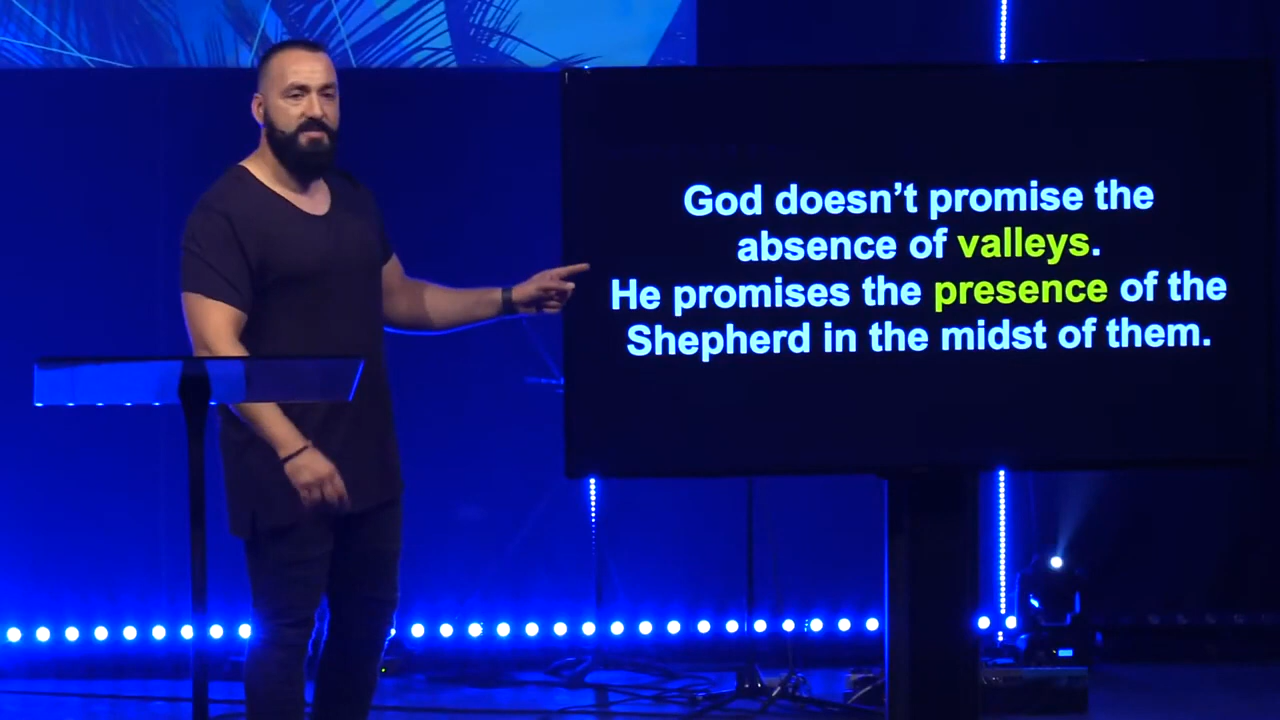 God doesn’t promise the
absence of valleys.
He promises the presence of the
Shepherd in the midst of them.